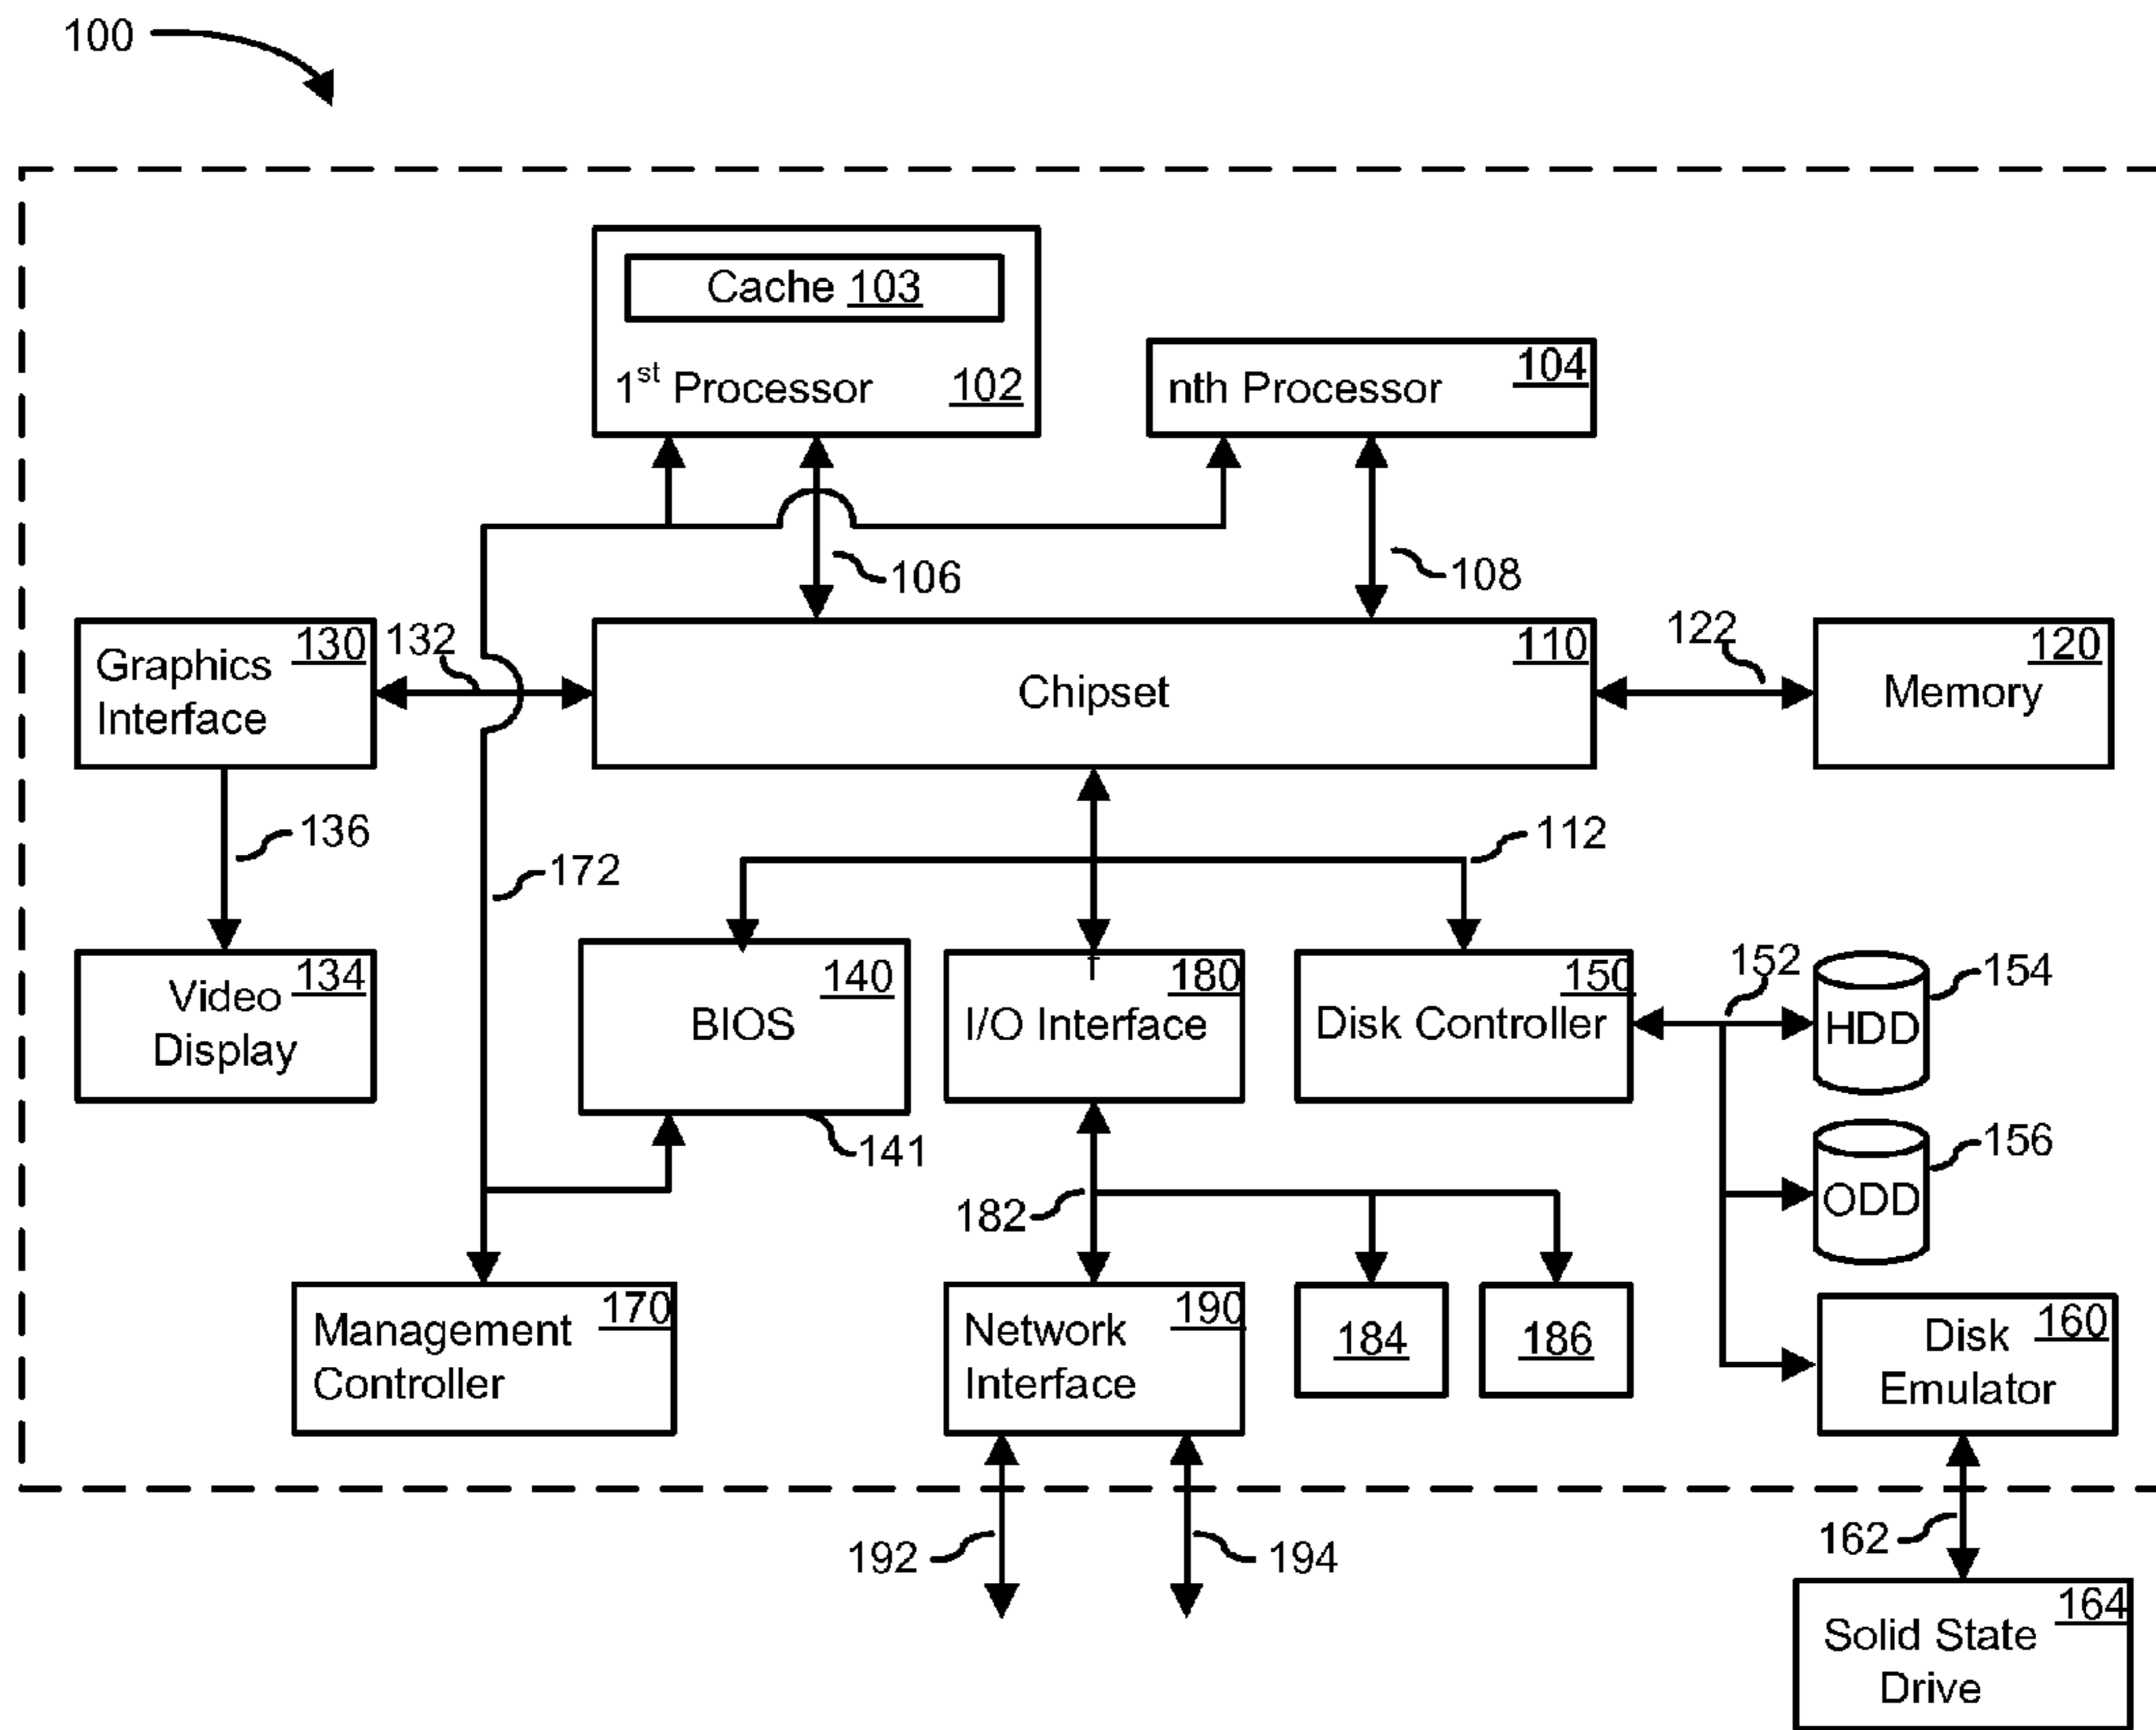 100
Cache 103
1st Processor 102
nth Processor 104
106
108
Graphics Interface 130
132
Chipset 110
122
Memory 120
136
172
112
Video Display 134
BIOS 140
141
I/O Interface 180
Disk Controller 150
152
HDD
154
ODD
156
182
Management Controller 170
Network Interface 190
184
186
Disk Emulator 160
192
194
162
Solid State Drive 164